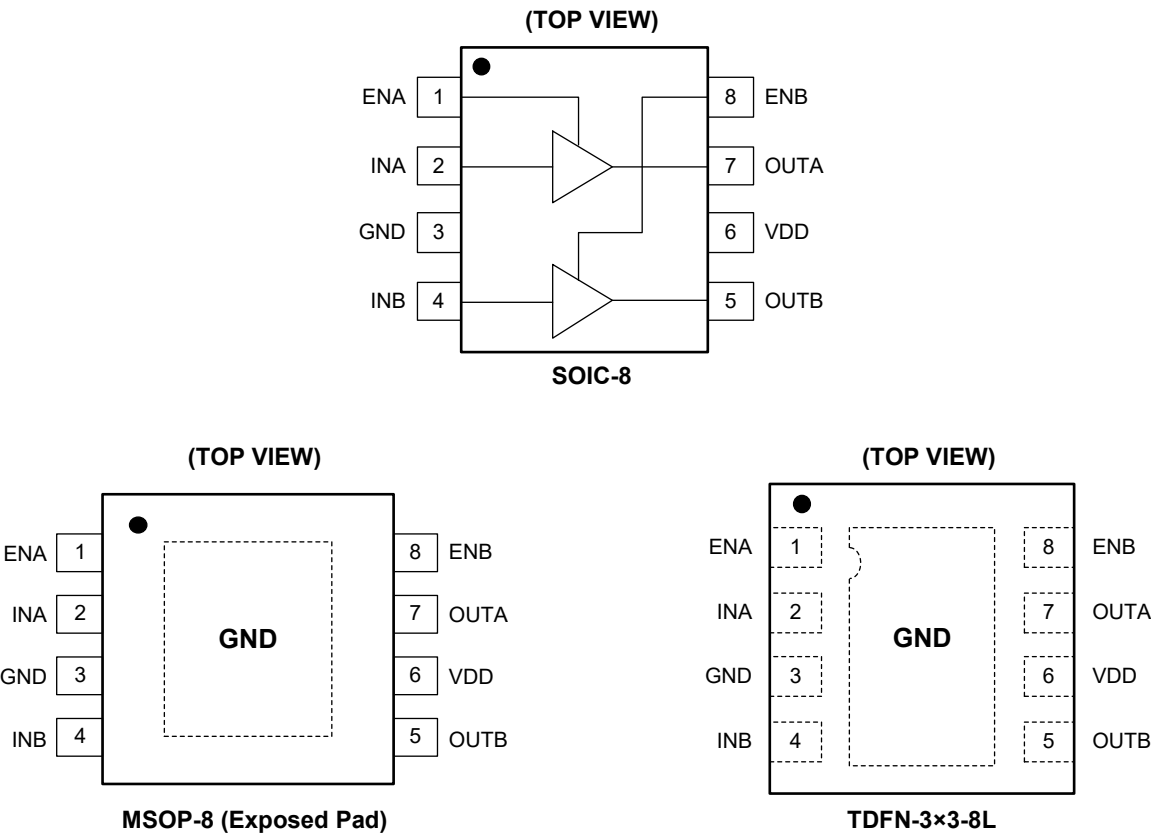 (TOP VIEW)
ENA 1 8 ENB
INA 2 7 OUTA
GND 3 6 VDD
INB 4 5 OUTB
SOIC-8
(TOP VIEW)
ENA 1 8 ENB
INA 2 7 OUTA
GND
GND 3 6 VDD
INB 4 5 OUTB
MSOP-8 (Exposed Pad)
(TOP VIEW)
ENA 1 8 ENB
INA 2 7 OUTA
GND
GND 3 6 VDD
INB 4 5 OUTB
TDFN-3×3-8L